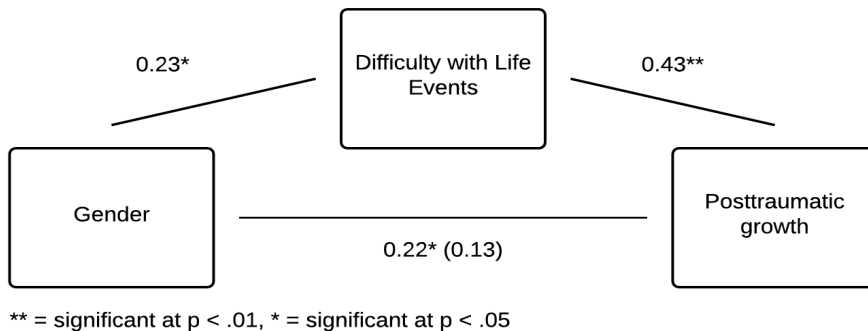 0.23*
Difficulty with Life
Events
0.43**
Gender
Posttraumatic
growth
0.22* (0.13)
** = significant at p < .01, * = significant at p < .05